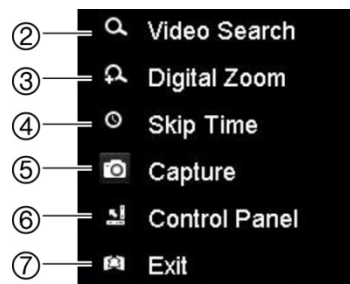 ② Video Search
③ Digital Zoom
④ Skip Time
⑤ Capture
⑥ Control Panel
⑦ Exit